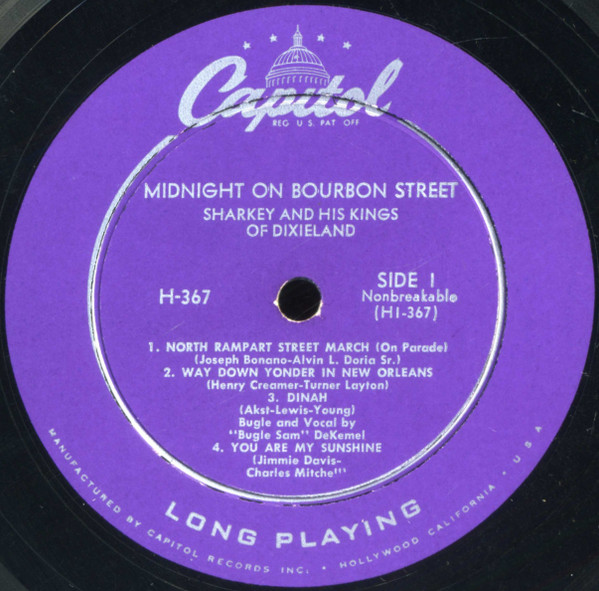 Capitol
REG. U.S. PAT. OFF.
MIDNIGHT ON BOURBON STREET
SHARKEY AND HIS KINGS
OF DIXIELAND
H-367
SIDE 1
Nonbreakable
(H1-367)
1. NORTH RAMPART STREET MARCH (On Parade)
(Joseph Bonano-Alvin L. Doria Sr.)
2. WAY DOWN YONDER IN NEW ORLEANS
(Henry Creamer-Turner Layton)
3. DINAH
(Akst-Lewis-Young)
Bugle and Vocal by
"Bugle Sam" DeKemel
4. YOU ARE MY SUNSHINE
(Jimmie Davis-
Charles
LONG PLAYING
MANUFACTURED BY CAPITOL RECORDS INC. • HOLLYWOOD CALIFORNIA • USA